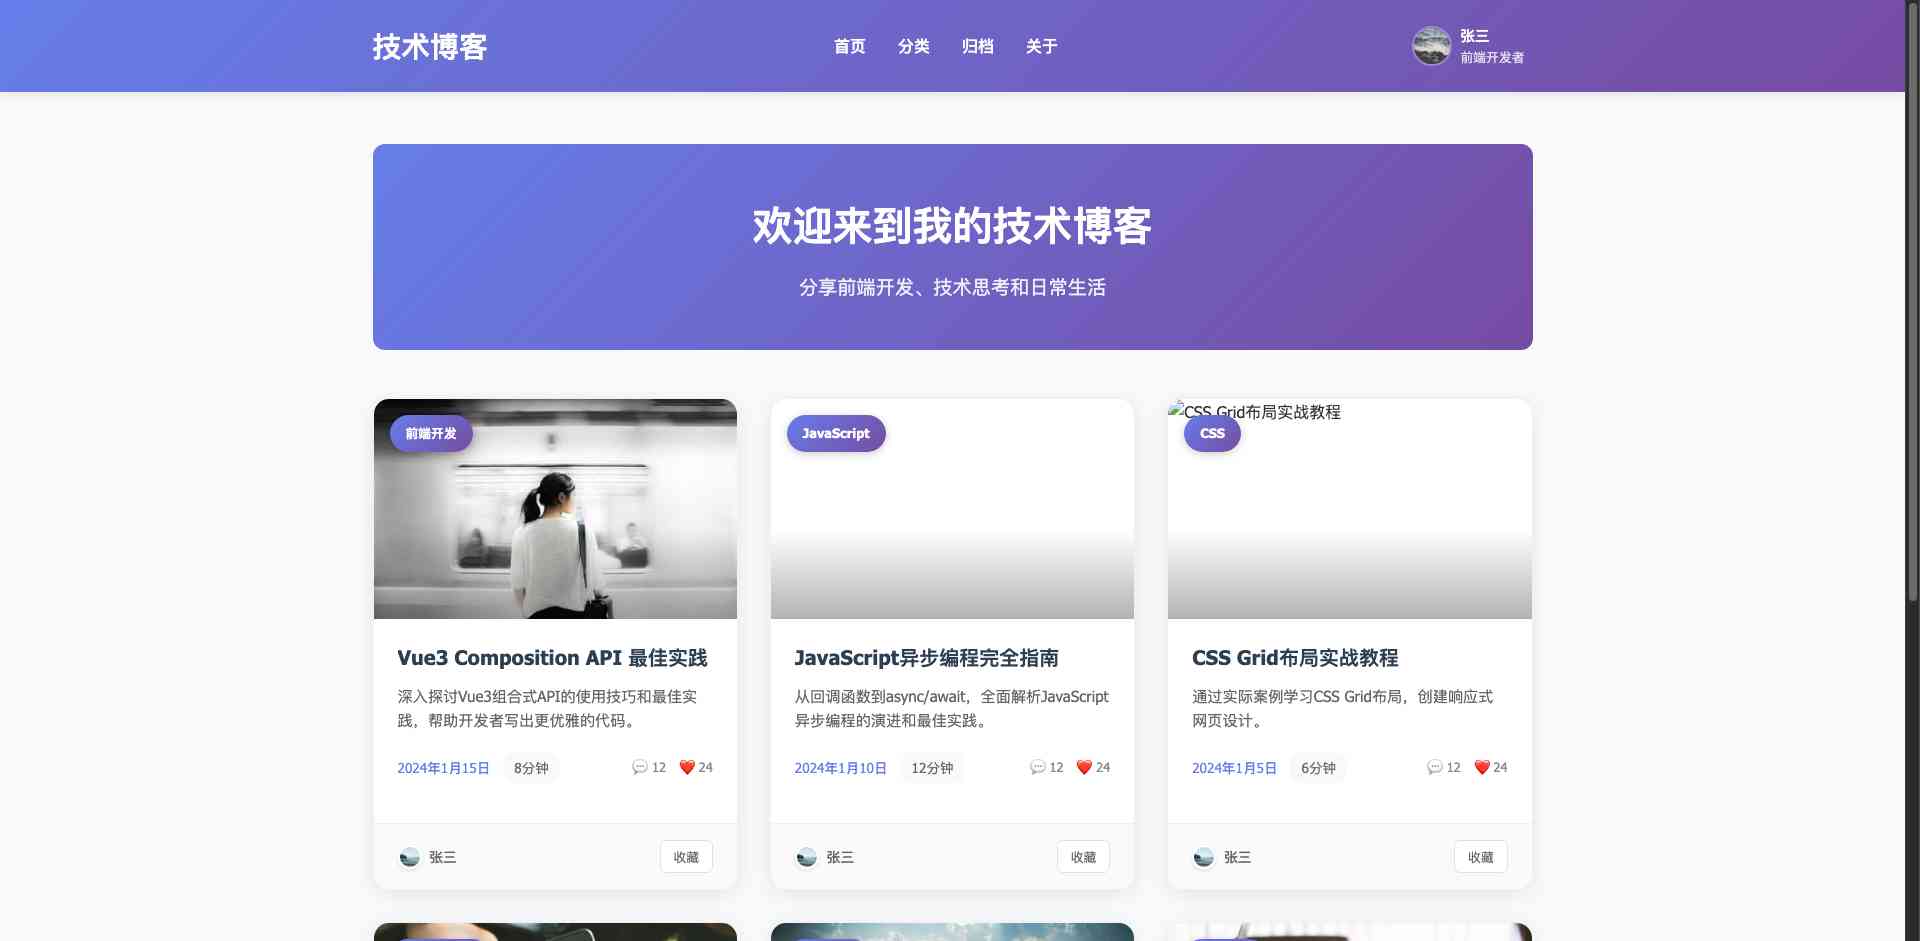 技术博客
首页 分类 归档 关于
张三
前端开发者
欢迎来到我的技术博客
分享前端开发、技术思考和日常生活
前端开发
Vue3 Composition API 最佳实践
深入探讨Vue3组合式API的使用技巧和最佳实
践，帮助开发者写出更优雅的代码。
2024年1月15日 8分钟 12 24
张三 收藏
JavaScript
JavaScript异步编程完全指南
从回调函数到async/await，全面解析JavaScript
异步编程的演进和最佳实践。
2024年1月10日 12分钟 12 24
张三 收藏
CSS Grid布局实战教程
CSS
CSS Grid布局实战教程
通过实际案例学习CSS Grid布局，创建响应式
网页设计。
2024年1月5日 6分钟 12 24
张三 收藏